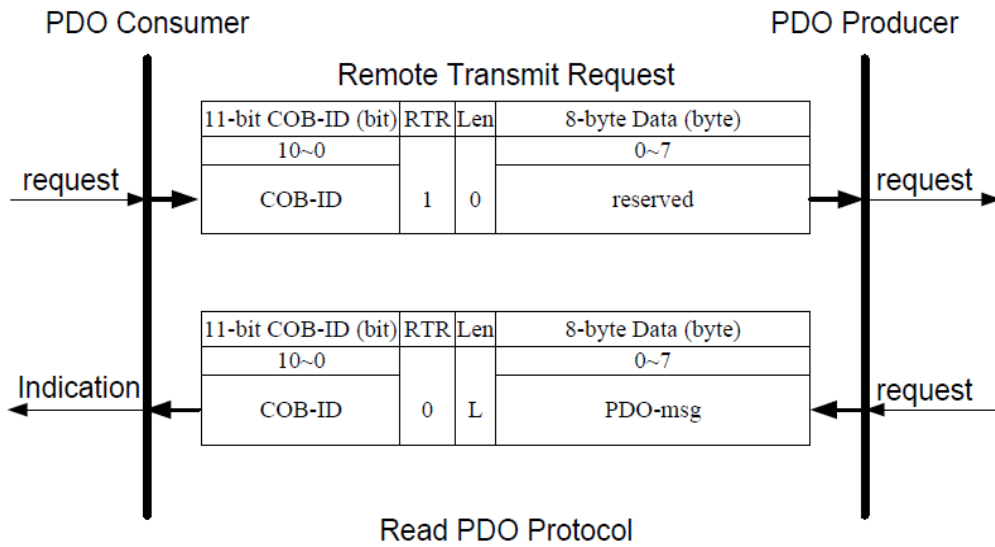 PDO Consumer
PDO Producer
Remote Transmit Request
11-bit COB-ID (bit) RTR Len 8-byte Data (byte)
10~0 0~7
request COB-ID 1 0 reserved request
11-bit COB-ID (bit) RTR Len 8-byte Data (byte)
10~0 0~7
Indication COB-ID 0 L PDO-msg request
Read PDO Protocol